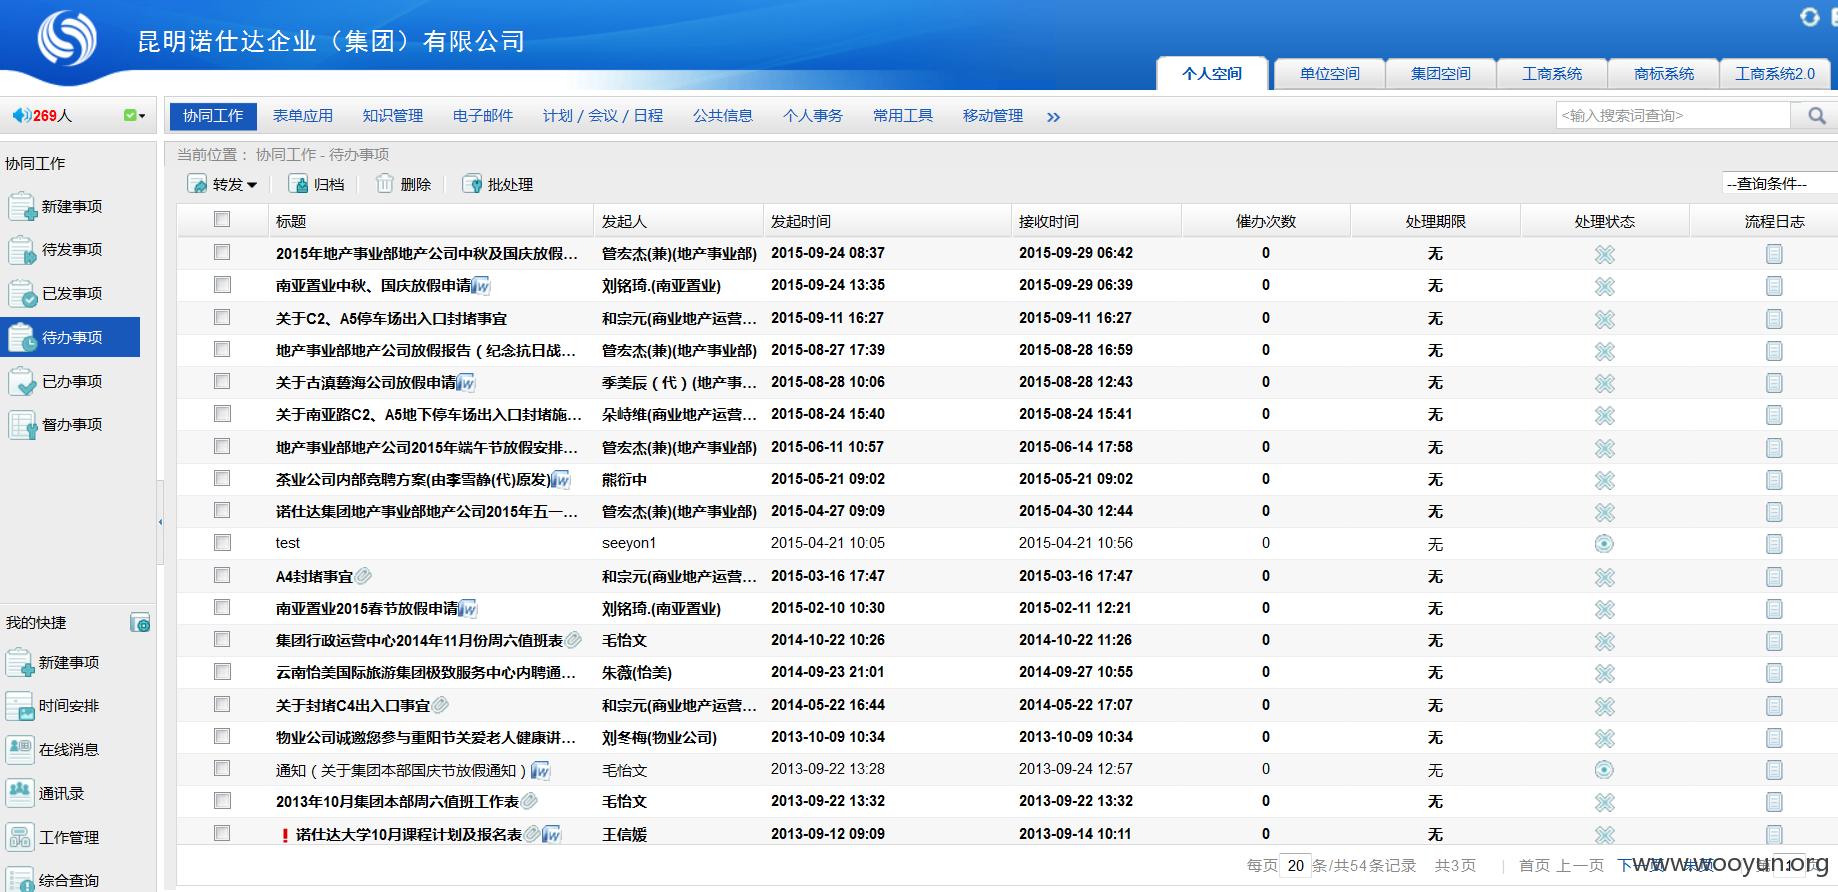 昆明诺仕达企业（集团）有限公司
个人空间 单位空间 集团空间 工商系统 商标系统 工商系统2.0
269人
协同工作 表单应用 知识管理 电子邮件 计划 / 会议 / 日程 公共信息 个人事务 常用工具 移动管理 »
<输入搜索词查询>
当前位置： 协同工作 - 待办事项
转发 归档 删除 批处理
--查询条件--
协同工作
新建事项
待发事项
已发事项
待办事项
已办事项
督办事项
我的快捷
新建事项
时间安排
在线消息
通讯录
工作管理
综合查询
标题 发起人 发起时间 接收时间 催办次数 处理期限 处理状态 流程日志
2015年地产事业部地产公司中秋及国庆放假... 管宏杰(兼)(地产事业部) 2015-09-24 08:37 2015-09-29 06:42 0 无
南亚置业中秋、国庆放假申请 刘铭琦.(南亚置业) 2015-09-24 13:35 2015-09-29 06:39 0 无
关于C2、A5停车场出入口封堵事宜 和宗元(商业地产运营... 2015-09-11 16:27 2015-09-11 16:27 0 无
地产事业部地产公司放假报告（纪念抗日战... 管宏杰(兼)(地产事业部) 2015-08-27 17:39 2015-08-28 16:59 0 无
关于古滇藝海公司放假申请 季美辰（代）(地产事... 2015-08-28 10:06 2015-08-28 12:43 0 无
关于南亚路C2、A5地下停车场出入口封堵施... 朵峙维(商业地产运营... 2015-08-24 15:40 2015-08-24 15:41 0 无
地产事业部地产公司2015年端午节放假安排... 管宏杰(兼)(地产事业部) 2015-06-11 10:57 2015-06-14 17:58 0 无
茶业公司内部竞聘方案(由李雪静(代)原发) 熊衍中 2015-05-21 09:02 2015-05-21 09:02 0 无
诺仕达集团地产事业部地产公司2015年五一... 管宏杰(兼)(地产事业部) 2015-04-27 09:09 2015-04-30 12:44 0 无
test seeyon1 2015-04-21 10:05 2015-04-21 10:56 0 无
A4封堵事宜 和宗元(商业地产运营... 2015-03-16 17:47 2015-03-16 17:47 0 无
南亚置业2015春节放假申请 刘铭琦.(南亚置业) 2015-02-10 10:30 2015-02-11 12:21 0 无
集团行政运营中心2014年11月份周六值班表 毛怡文 2014-10-22 10:26 2014-10-22 11:26 0 无
云南怡美国际旅游集团极致服务中心内聘通... 朱薇(怡美) 2014-09-23 21:01 2014-09-27 10:55 0 无
关于封堵C4出入口事宜 和宗元(商业地产运营... 2014-05-22 16:44 2014-05-22 17:07 0 无
物业公司诚邀您参与重阳节关爱老人健康讲... 刘冬梅(物业公司) 2013-10-09 10:34 2013-10-09 10:34 0 无
通知（关于集团本部国庆节放假通知） 毛怡文 2013-09-22 13:28 2013-09-24 12:57 0 无
2013年10月集团本部周六值班工作表 毛怡文 2013-09-22 13:32 2013-09-22 13:32 0 无
! 诺仕达大学10月课程计划及报名表 王信媛 2013-09-12 09:09 2013-09-14 10:11 0 无
每页 20 条/共54条记录 共3页 | 首页 上一页 下一页 末页 第 1
www.wooyun.org